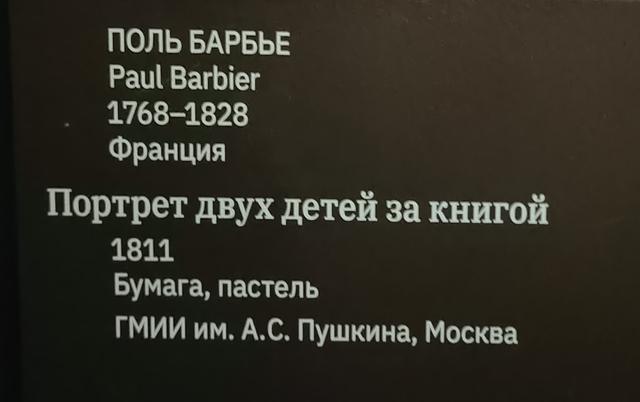 ПОЛЬ БАРБЬЕ
Paul Barbier
1768–1828
Франция
Портрет двух детей за книгой
1811
Бумага, пастель
ГМИИ им. А.С. Пушкина, Москва